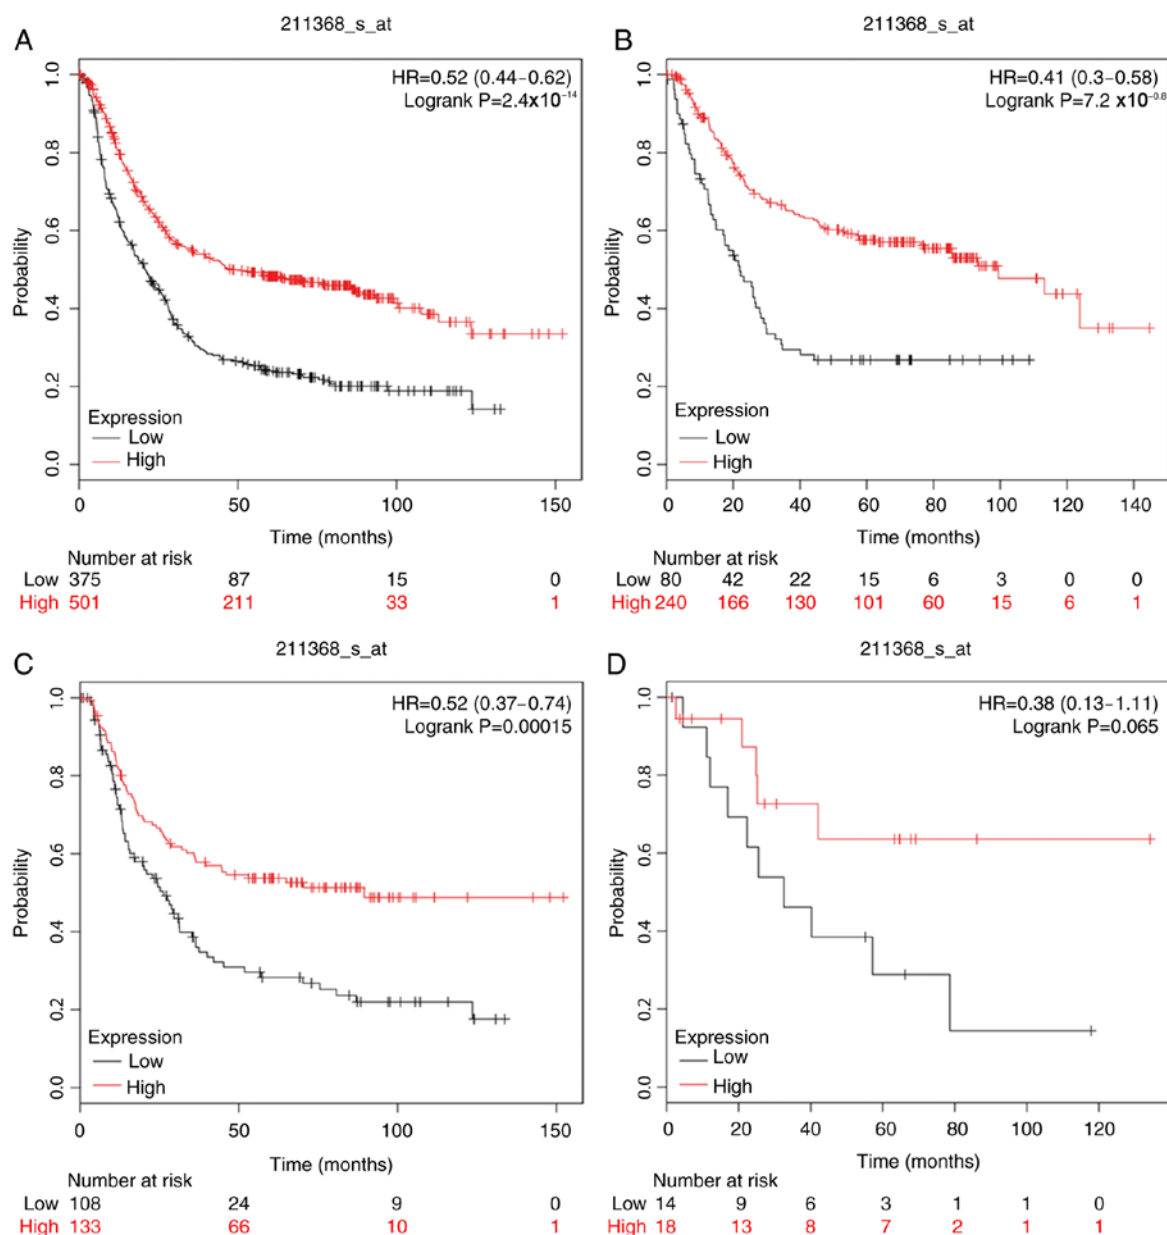 A
211368_s_at
HR=0.52 (0.44–0.62)
Logrank P=2.4x10⁻¹⁴
Probability
1.0
0.8
0.6
0.4
0.2
0.0
Expression
Low
High
0 50 100 150
Time (months)
Number at risk
Low 375 87 15 0
High 501 211 33 1
B
211368_s_at
HR=0.41 (0.3–0.58)
Logrank P=7.2 x10⁻⁰·⁸
Probability
1.0
0.8
0.6
0.4
0.2
0.0
Expression
Low
High
0 20 40 60 80 100 120 140
Time (months)
Number at risk
Low 80 42 22 15 6 3 0 0
High 240 166 130 101 60 15 6 1
C
211368_s_at
HR=0.52 (0.37–0.74)
Logrank P=0.00015
Probability
1.0
0.8
0.6
0.4
0.2
0.0
Expression
Low
High
0 50 100 150
Time (months)
Number at risk
Low 108 24 9 0
High 133 66 10 1
D
211368_s_at
HR=0.38 (0.13–1.11)
Logrank P=0.065
Probability
1.0
0.8
0.6
0.4
0.2
0.0
Expression
Low
High
0 20 40 60 80 100 120
Time (months)
Number at risk
Low 14 9 6 3 1 1 0
High 18 13 8 7 2 1 1